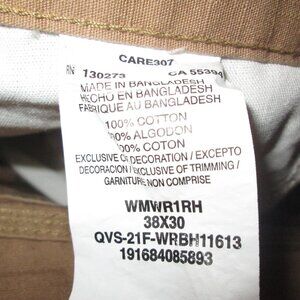 CARE307
RN 130273 CA 55394
MADE IN BANGLADESH
HECHO EN BANGLADESH
FABRIQUE AU BANGLADESH
100% COTTON
100% ALGODON
100% COTON
EXCLUSIVE OF DECORATION / EXCEPTO
DECORACION / EXCLUSIVE OF TRIMMING /
GARNITURE NON COMPRISE
WMWR1RH
38X30
QVS-21F-WRBH11613
191684085893